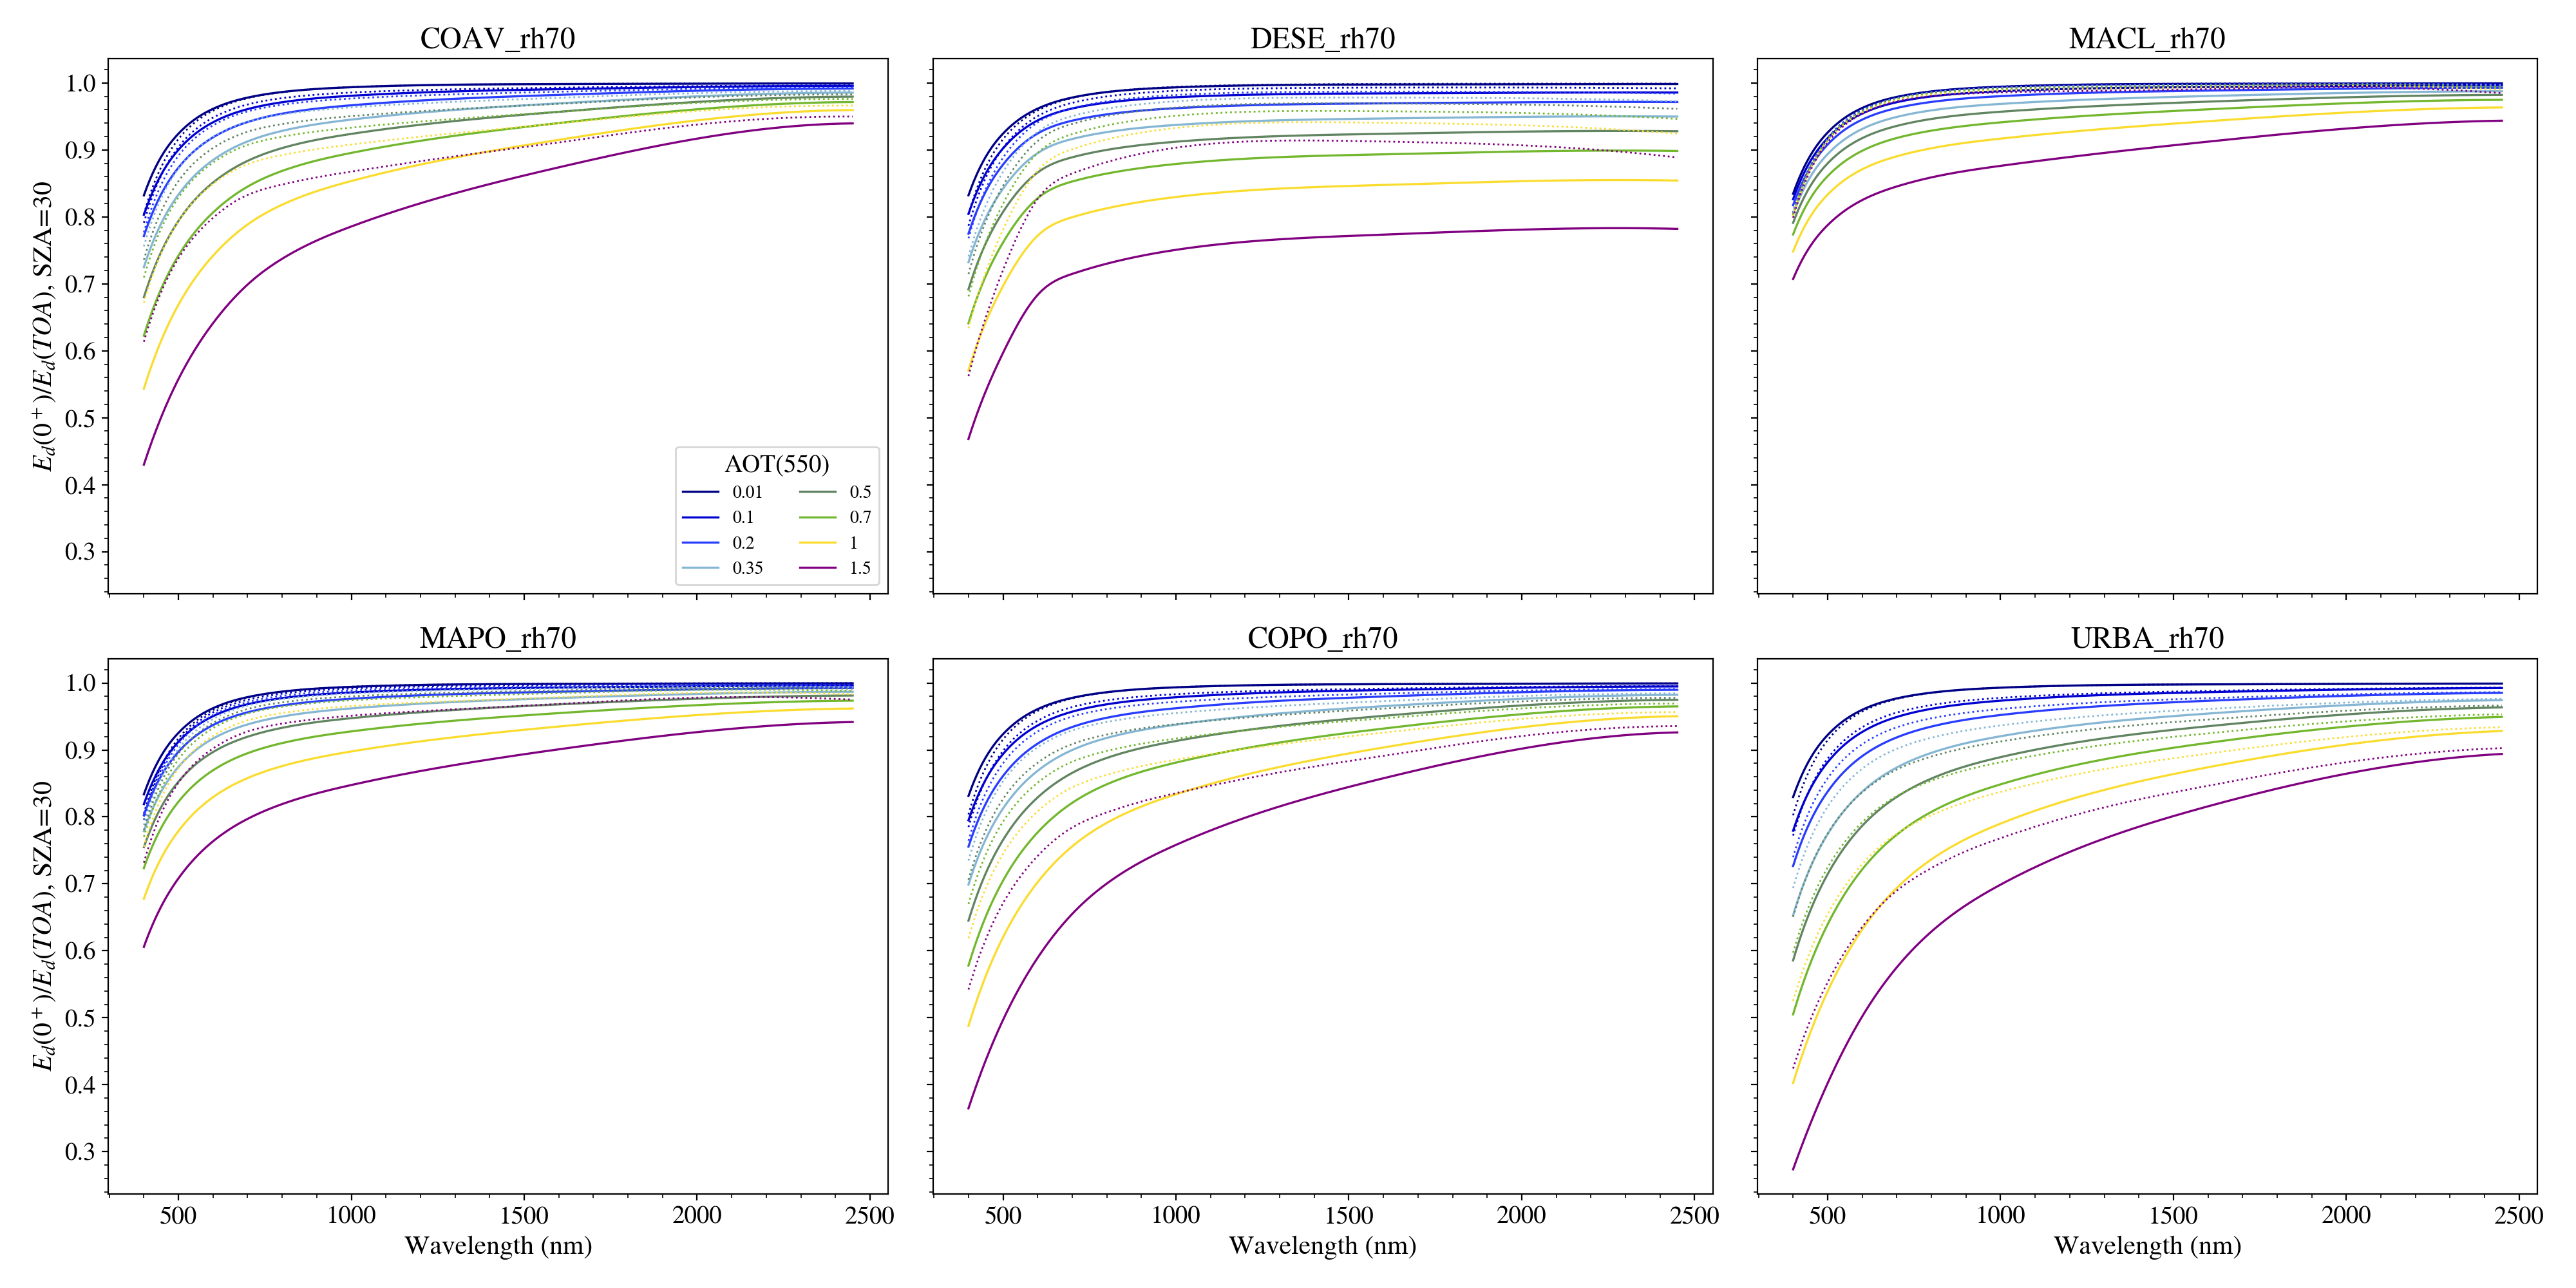 COAV_rh70
DESE_rh70
MACL_rh70
1.0
0.9
0.8
0.7
0.6
0.5
0.4
0.3
E_d(0^+)/E_d(TOA), SZA=30
AOT(550)
0.01 0.5
0.1 0.7
0.2 1
0.35 1.5
MAPO_rh70
COPO_rh70
URBA_rh70
1.0
0.9
0.8
0.7
0.6
0.5
0.4
0.3
E_d(0^+)/E_d(TOA), SZA=30
500 1000 1500 2000 2500
500 1000 1500 2000 2500
500 1000 1500 2000 2500
Wavelength (nm)
Wavelength (nm)
Wavelength (nm)